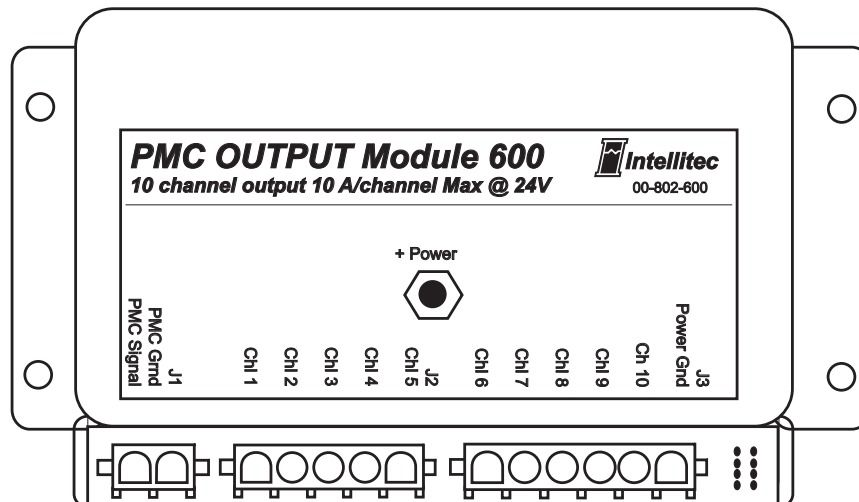 PMC OUTPUT Module 600
10 channel output 10 A/channel Max @ 24V
Intellitec
00-802-600
+ Power
PMC Signal
PMC Grnd
J1
Chl 1
Chl 2
Chl 3
Chl 4
Chl 5
J2
Chl 6
Chl 7
Chl 8
Chl 9
Ch 10
Power Gnd
J3